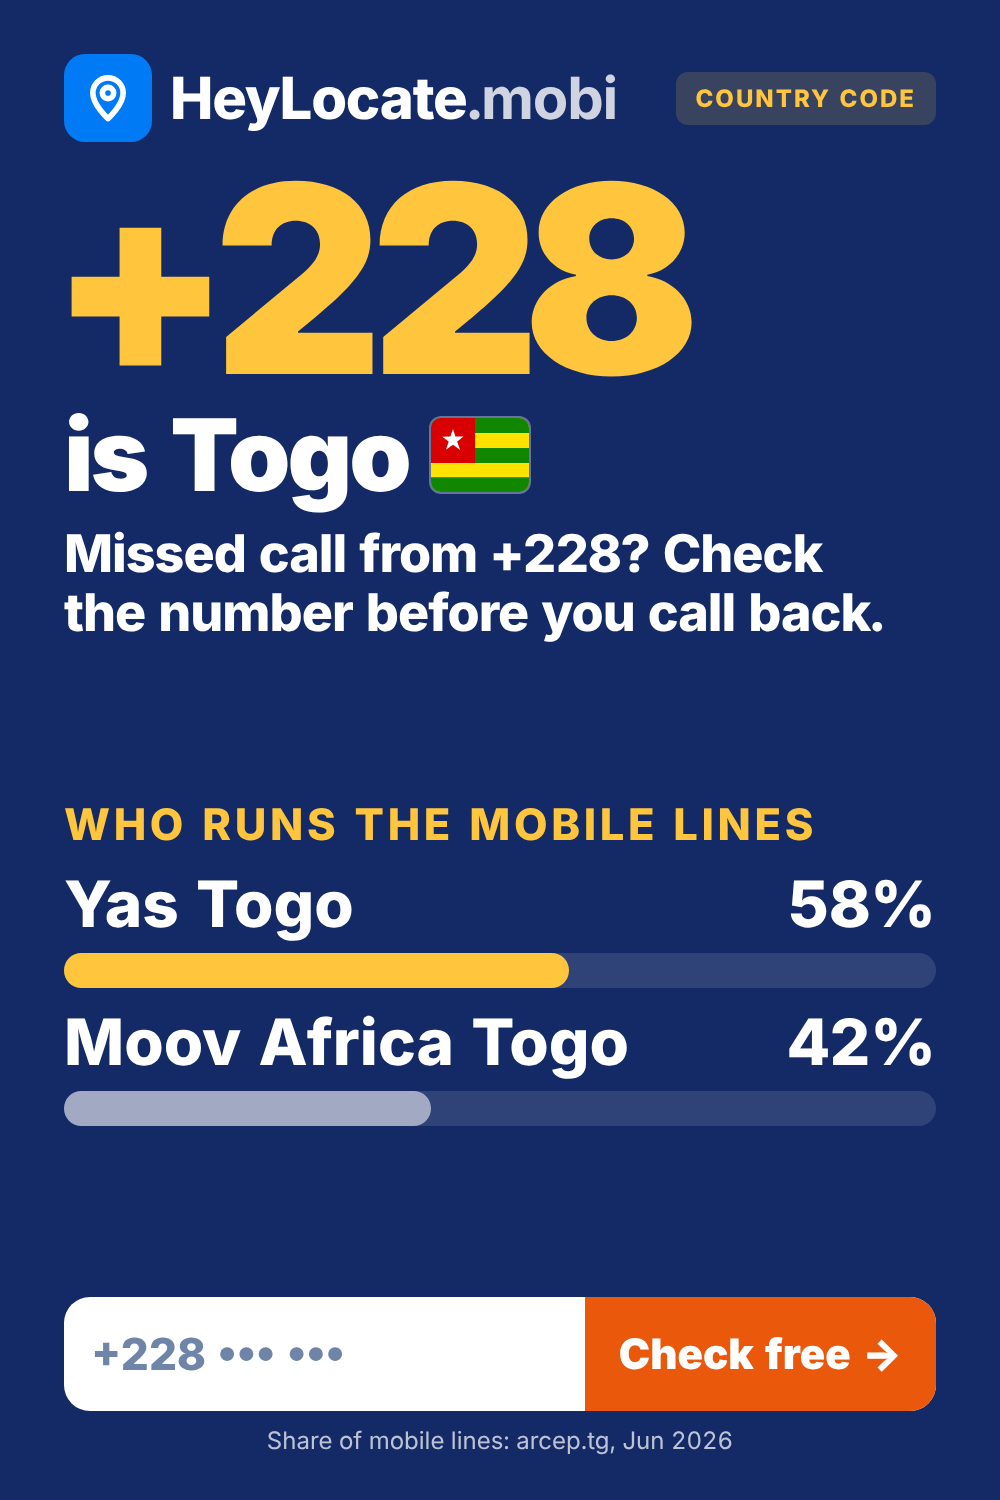 HeyLocate.mobi
COUNTRY CODE
+228
is Togo
Missed call from +228? Check
the number before you call back.
WHO RUNS THE MOBILE LINES
Yas Togo 58%
Moov Africa Togo 42%
+228 ••• •••
Check free →
Share of mobile lines: arcep.tg, Jun 2026